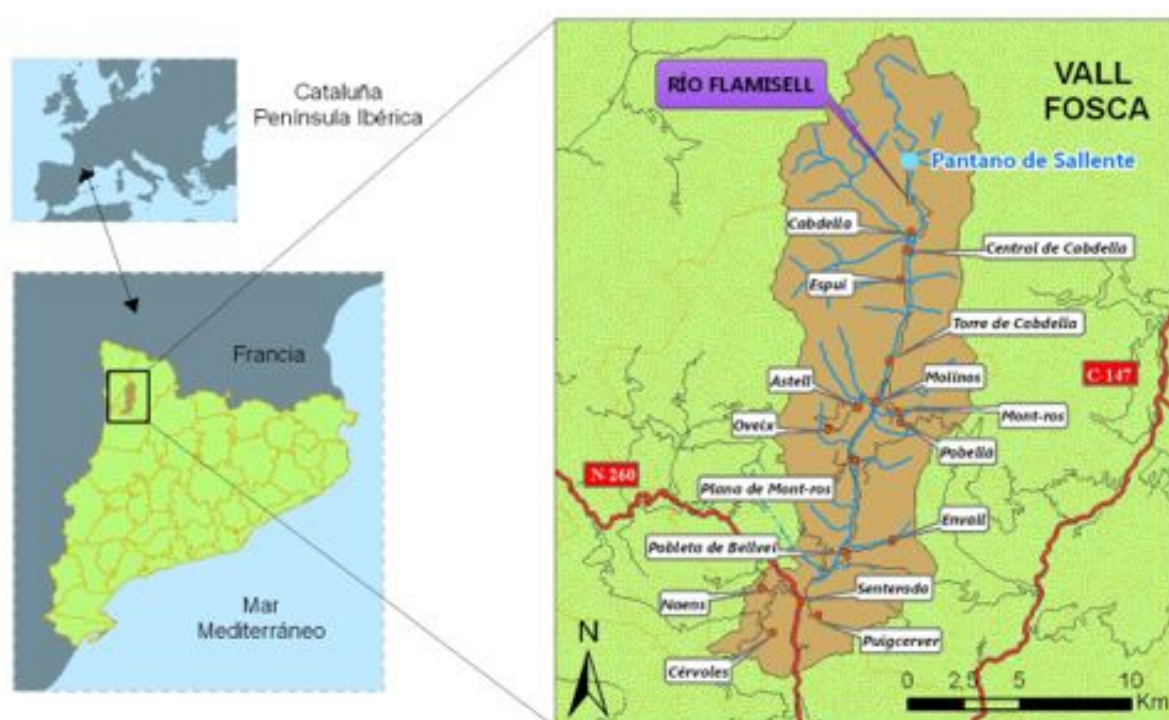 Cataluña
Península Ibérica
Francia
Mar
Mediterráneo
VALL
FOSCA
RÍO FLAMISELL
Pantano de Sallente
Cabdella
Central de Cabdella
Espui
Torre de Cabdella
Astell
Molinos
C-147
Oveix
Mont-ros
Pobellà
N-260
Plana de Mont-ros
Envall
Pobleta de Bellvei
Naens
Senterada
Puigcerver
Cérvoles
N
0 2,5 5 10
Km